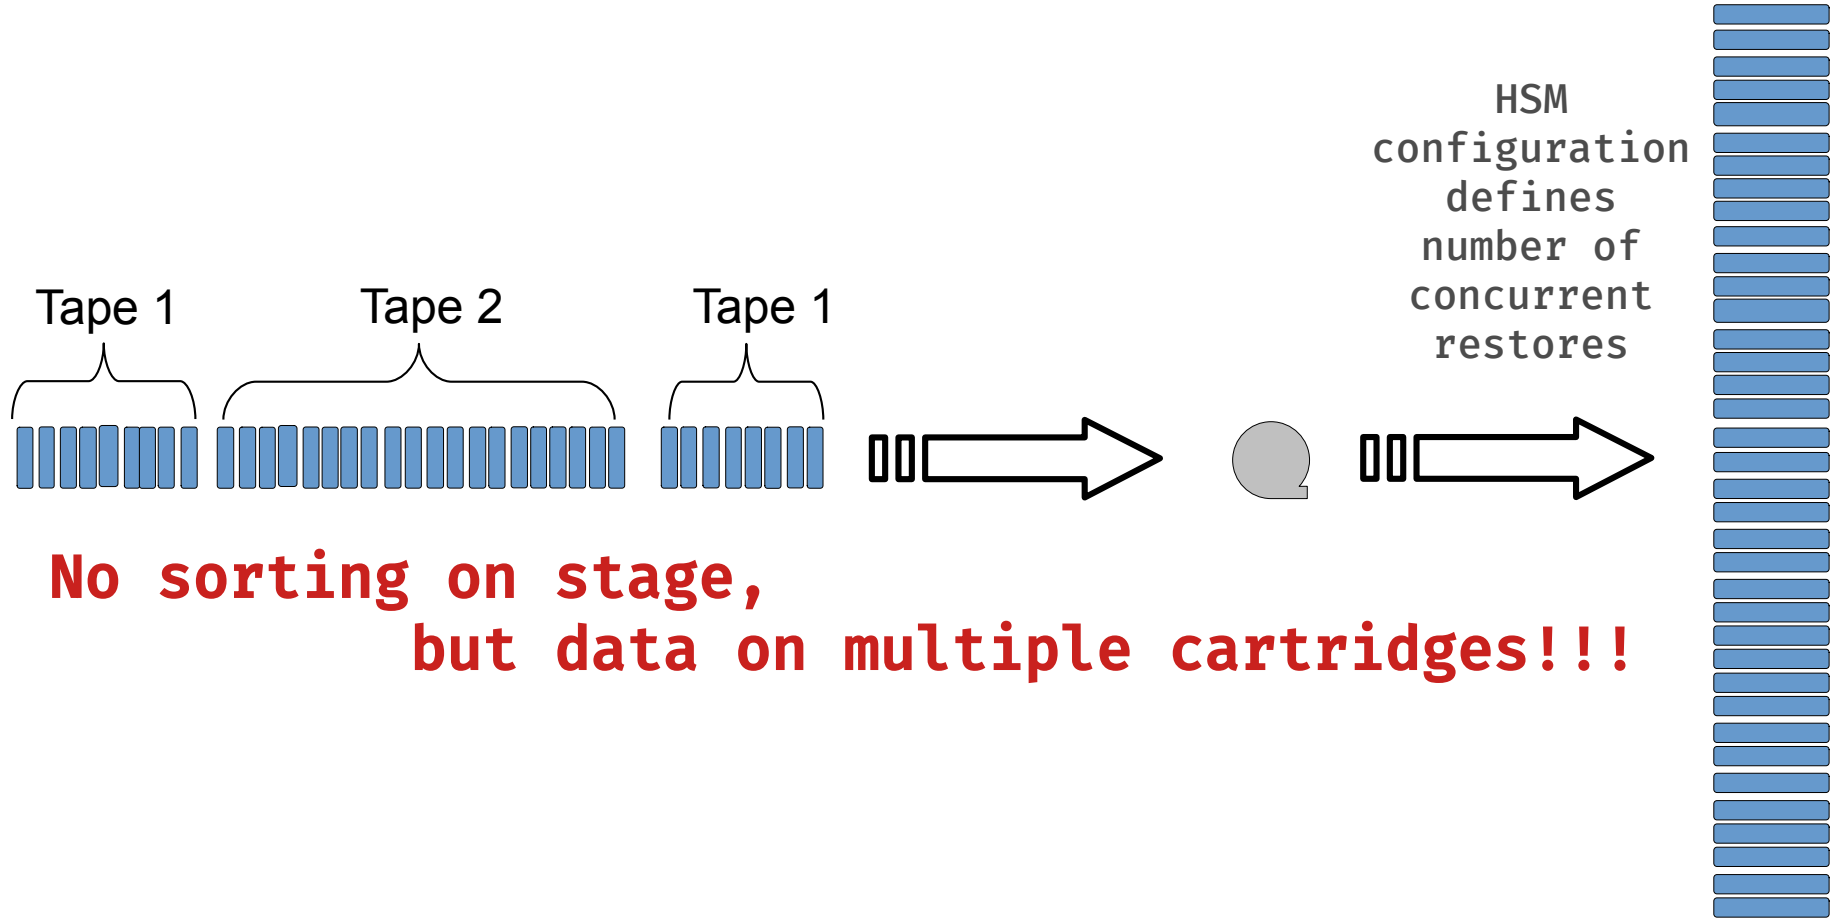 HSM
configuration
defines
number of
concurrent
restores
Tape 1
Tape 2
Tape 1
No sorting on stage,
but data on multiple cartridges!!!